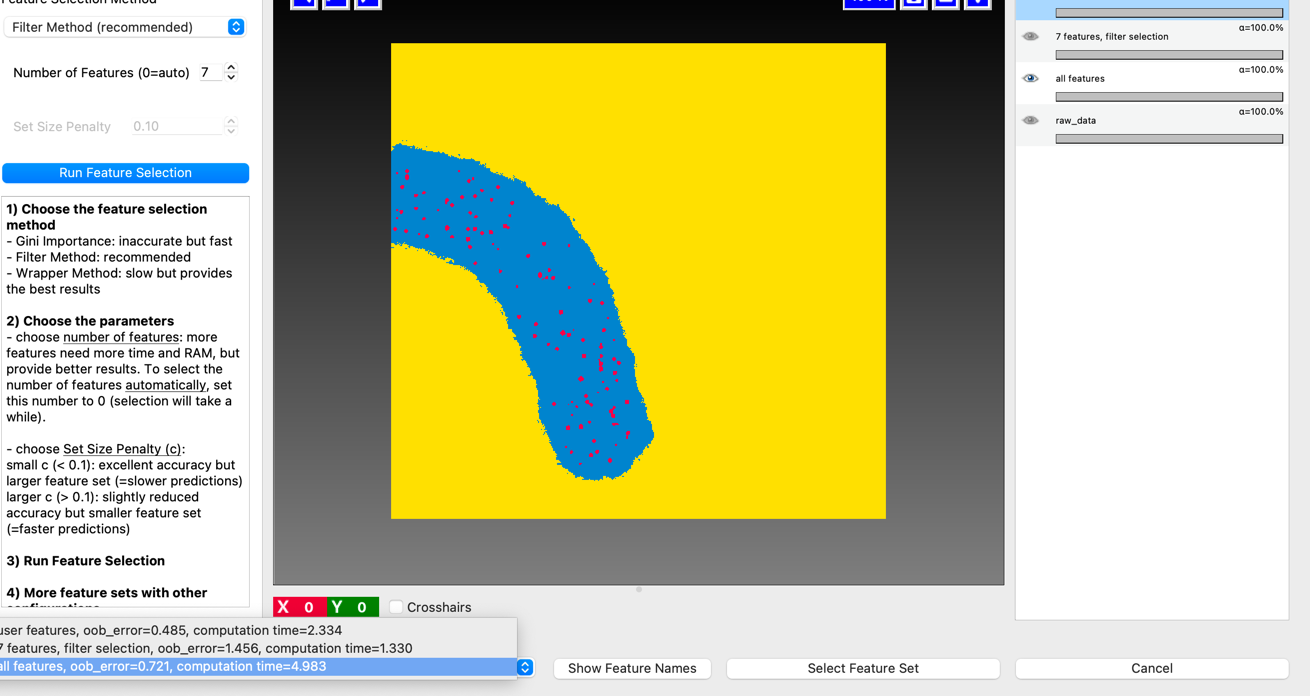 Feature Selection Method
Filter Method (recommended)
Number of Features (0=auto) 7
Set Size Penalty 0.10
Run Feature Selection
1) Choose the feature selection
method
- Gini Importance: inaccurate but fast
- Filter Method: recommended
- Wrapper Method: slow but provides
the best results
2) Choose the parameters
- choose number of features: more
features need more time and RAM, but
provide better results. To select the
number of features automatically, set
this number to 0 (selection will take a
while).
- choose Set Size Penalty (c):
small c (< 0.1): excellent accuracy but
larger feature set (=slower predictions)
larger c (> 0.1): slightly reduced
accuracy but smaller feature set
(=faster predictions)
3) Run Feature Selection
4) More feature sets with other
configurations
α=100.0%
7 features, filter selection
α=100.0%
all features
α=100.0%
raw_data
X 0 Y 0 Crosshairs
user features, oob_error=0.485, computation time=2.334
7 features, filter selection, oob_error=1.456, computation time=1.330
all features, oob_error=0.721, computation time=4.983
Show Feature Names
Select Feature Set
Cancel